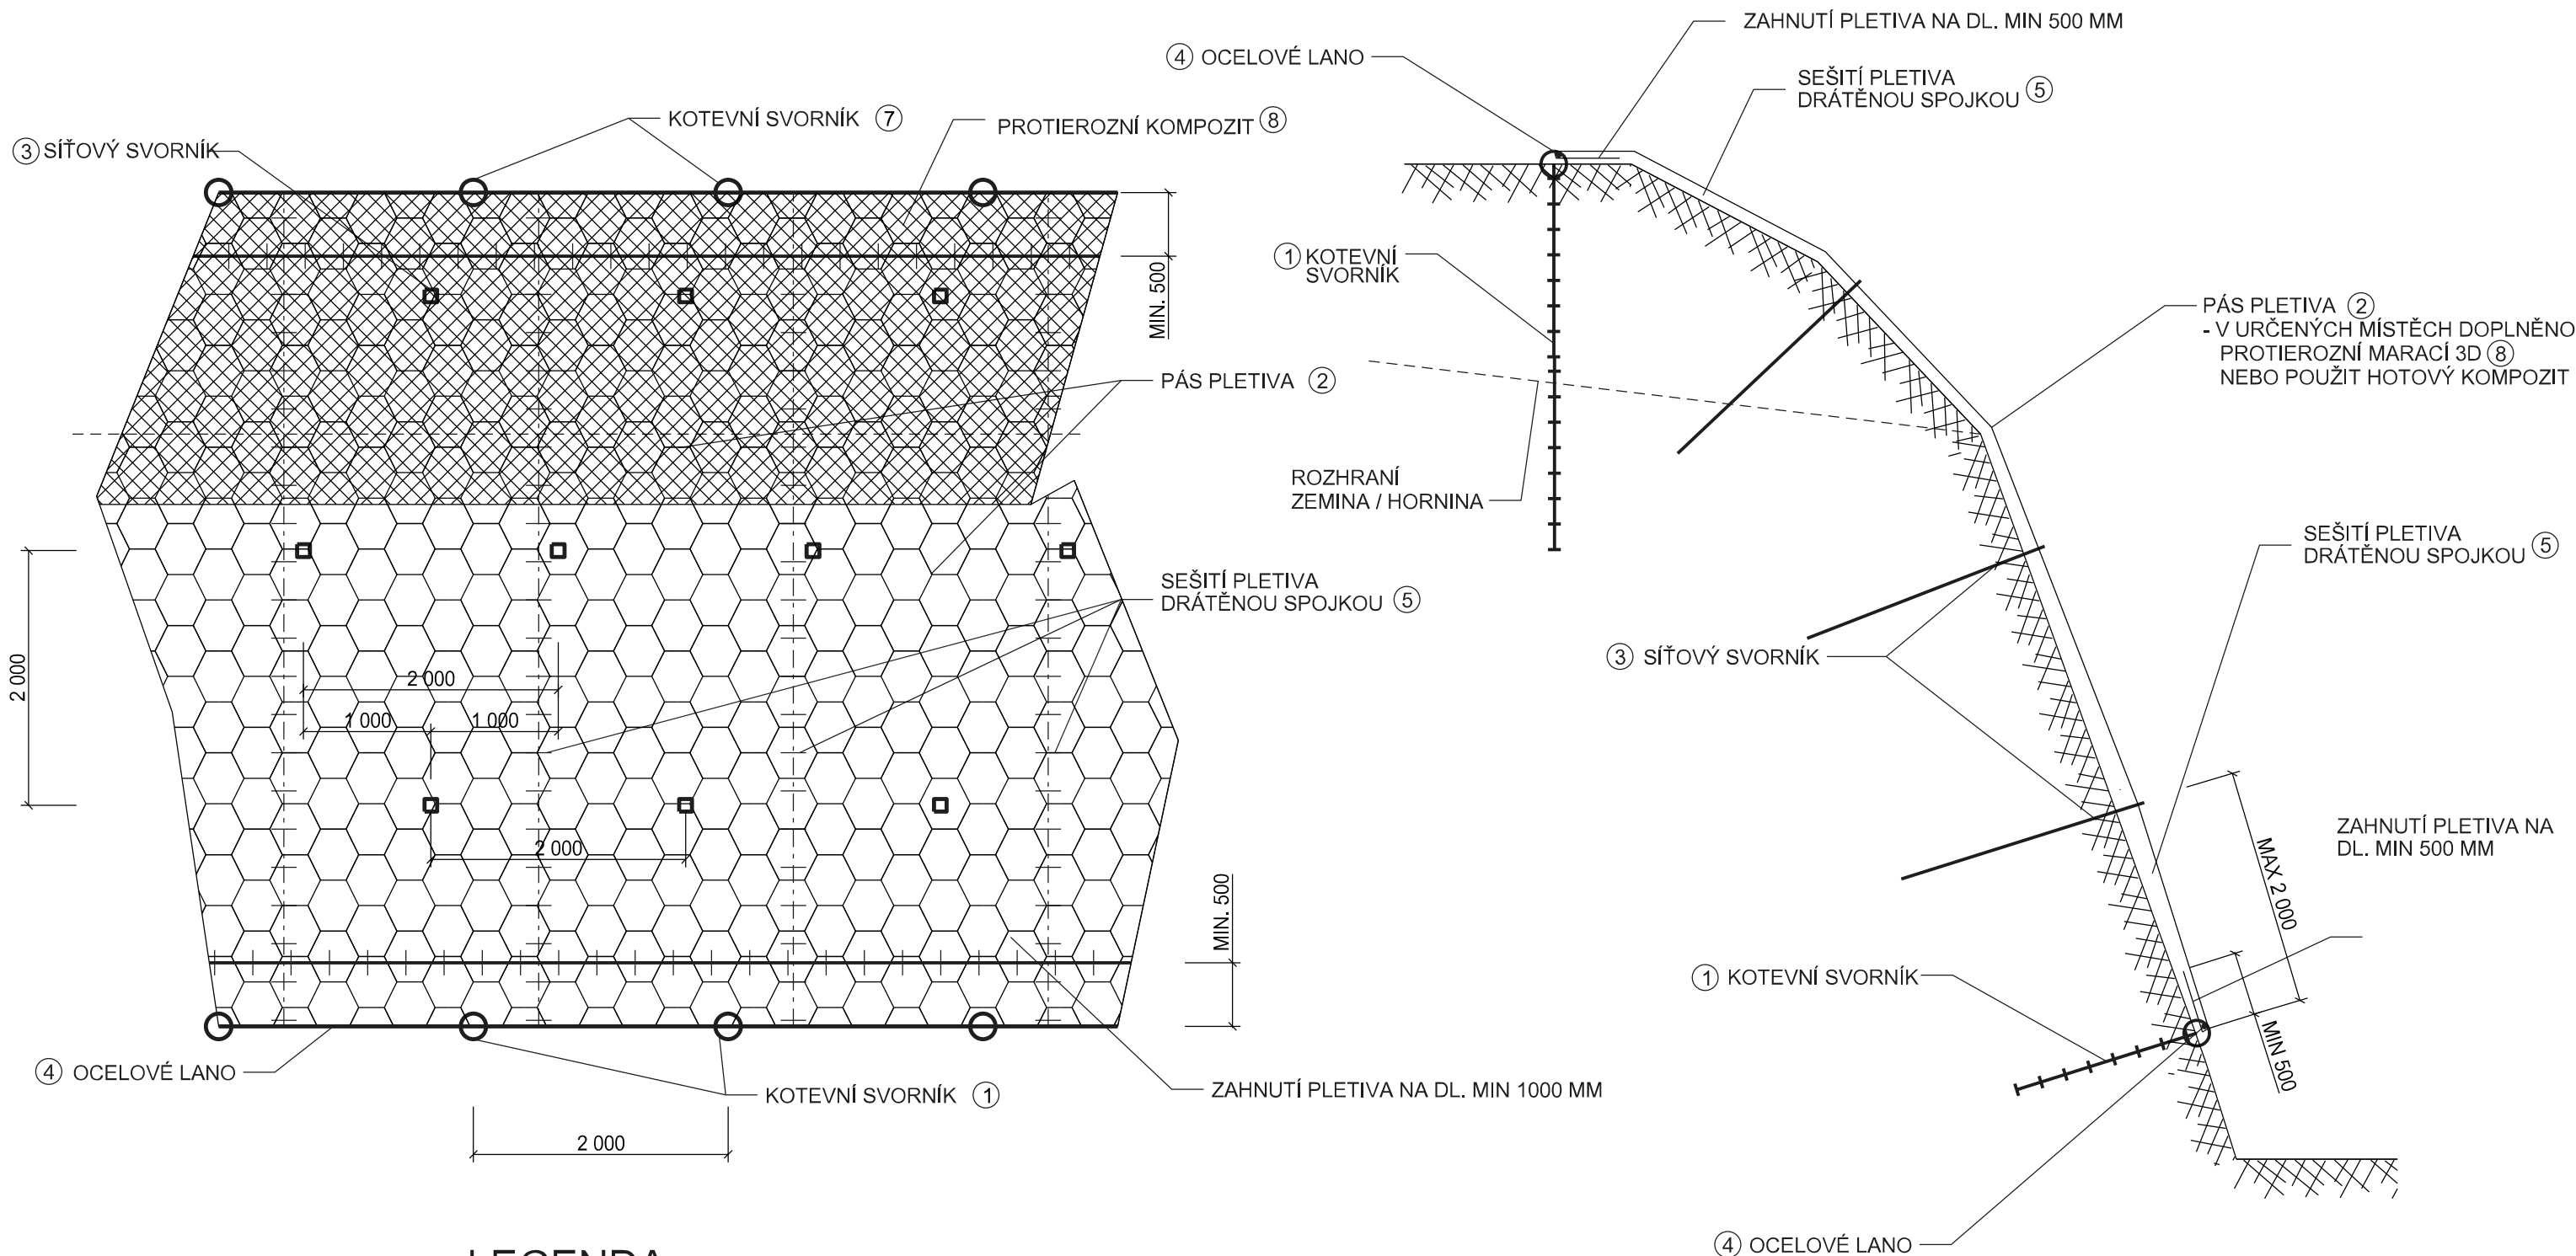 ③ SÍŤOVÝ SVORNÍK
KOTEVNÍ SVORNÍK ⑦
PROTIEROZNÍ KOMPOZIT ⑧
MIN. 500
PÁS PLETIVA ②
SEŠITÍ PLETIVA
DRÁTĚNOU SPOJKOU ⑤
2 000
2 000
1 000
1 000
2 000
MIN. 500
④ OCELOVÉ LANO
KOTEVNÍ SVORNÍK ①
ZAHNUTÍ PLETIVA NA DL. MIN 1000 MM
2 000
ZAHNUTÍ PLETIVA NA DL. MIN 500 MM
④ OCELOVÉ LANO
SEŠITÍ PLETIVA
DRÁTĚNOU SPOJKOU ⑤
① KOTEVNÍ
SVORNÍK
PÁS PLETIVA ②
- V URČENÝCH MÍSTĚCH DOPLNĚNO
PROTIEROZNÍ MARACÍ 3D ⑧
NEBO POUŽIT HOTOVÝ KOMPOZIT
ROZHRANÍ
ZEMINA / HORNINA
SEŠITÍ PLETIVA
DRÁTĚNOU SPOJKOU ⑤
③ SÍŤOVÝ SVORNÍK
ZAHNUTÍ PLETIVA NA
DL. MIN 500 MM
MAX 2 000
MIN 500
① KOTEVNÍ SVORNÍK
④ OCELOVÉ LANO
LEGENDA